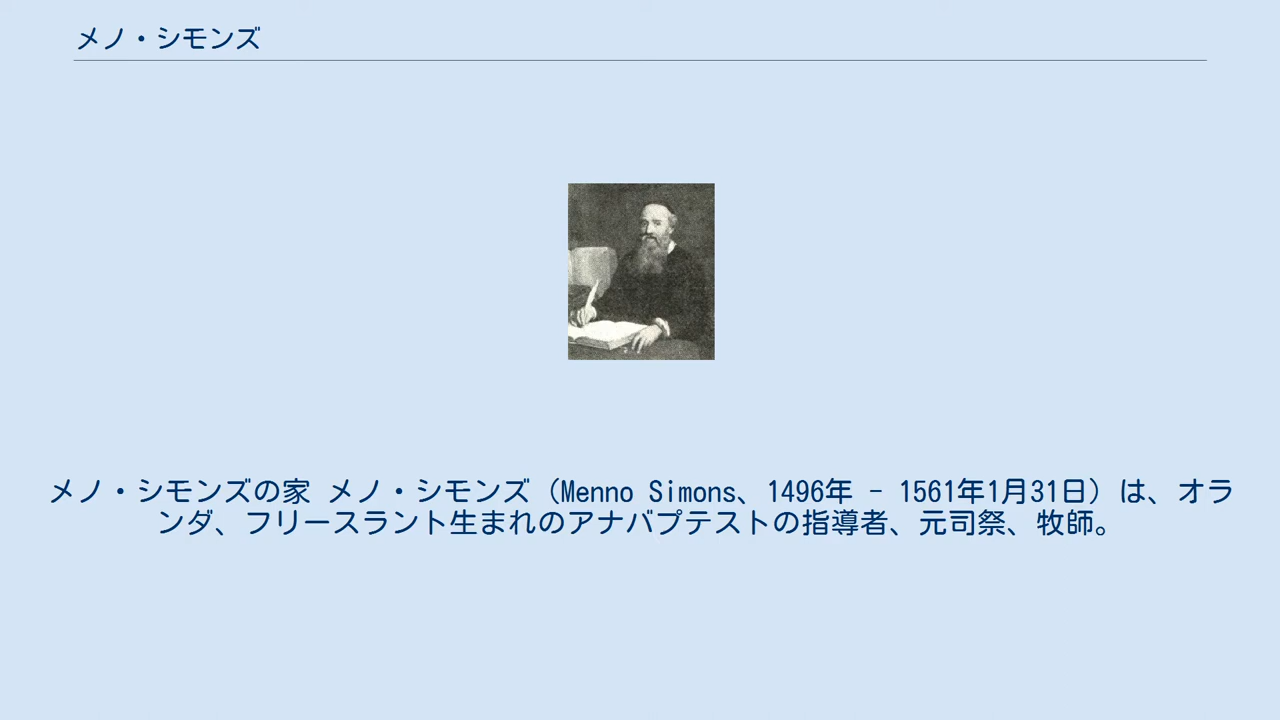 メノ・シモンズ
メノ・シモンズの家 メノ・シモンズ（Menno Simons、1496年 - 1561年1月31日）は、オラ
ンダ、フリースラント生まれのアナバプテストの指導者、元司祭、牧師。